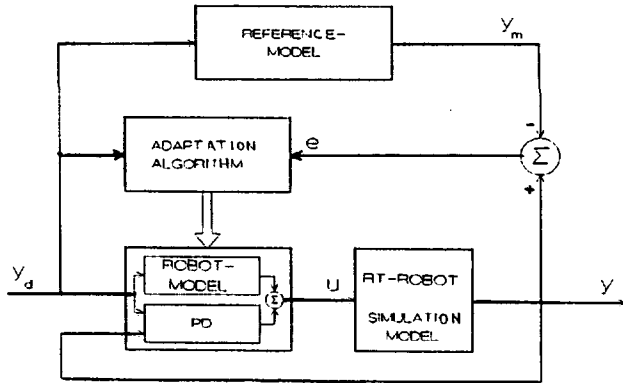 REFERENCE-
MODEL
y_m
-
ADAPTATION
ALGORITHM
e
Σ
+
y_d
ROBOT-
MODEL
Σ
PD
u
RT-ROBOT
SIMULATION
MODEL
y